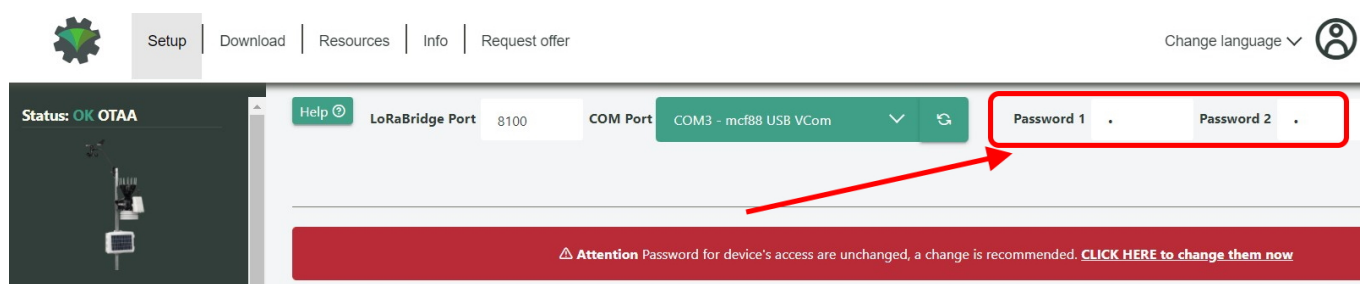 Setup Download Resources Info Request offer Change language
Status: OK OTAA
Help LoRaBridge Port 8100 COM Port COM3 - mcf88 USB VCom Password 1 . Password 2 .
Attention Password for device's access are unchanged, a change is recommended. CLICK HERE to change them now